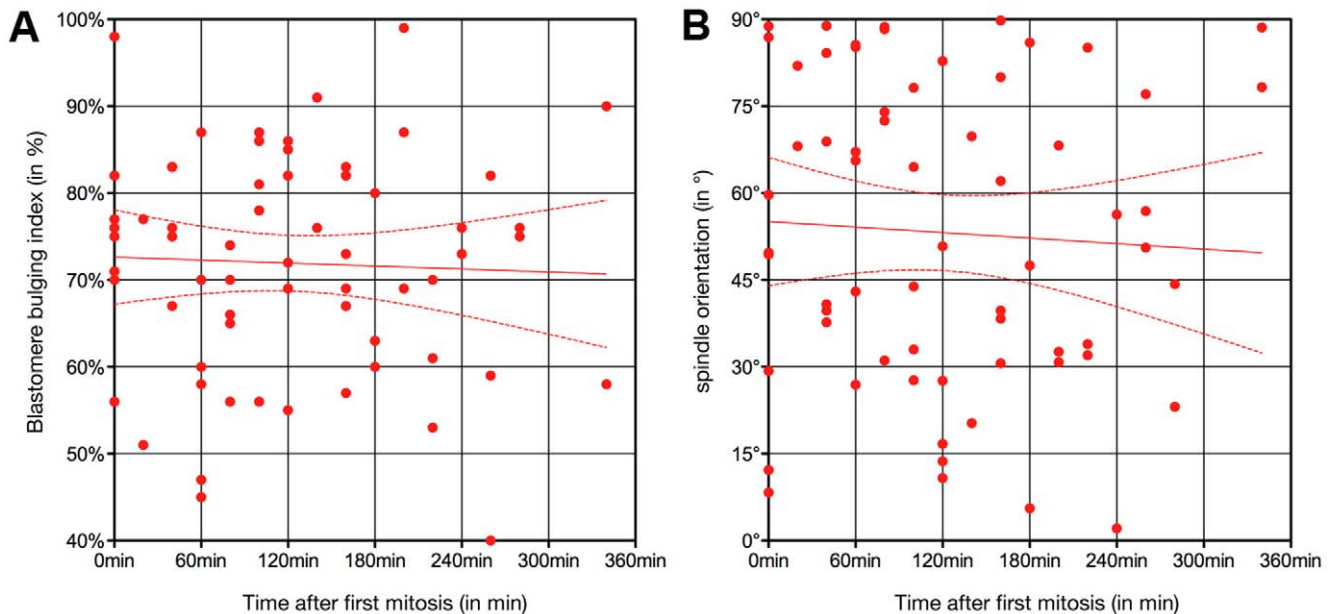 A
Blastomere bulging index (in %)
100%
90%
80%
70%
60%
50%
40%
0min 60min 120min 180min 240min 300min 360min
Time after first mitosis (in min)
B
spindle orientation (in °)
90°
75°
60°
45°
30°
15°
0°
0min 60min 120min 180min 240min 300min 360min
Time after first mitosis (in min)